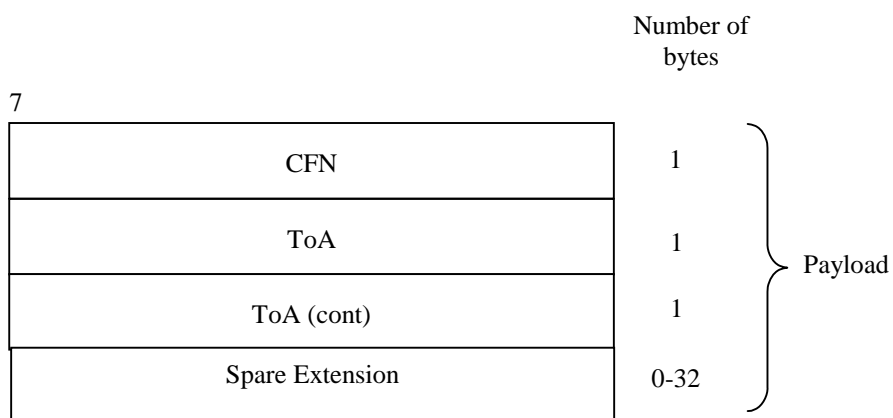 Number of
bytes
7
CFN
1
ToA
1
Payload
ToA (cont)
1
Spare Extension
0-32